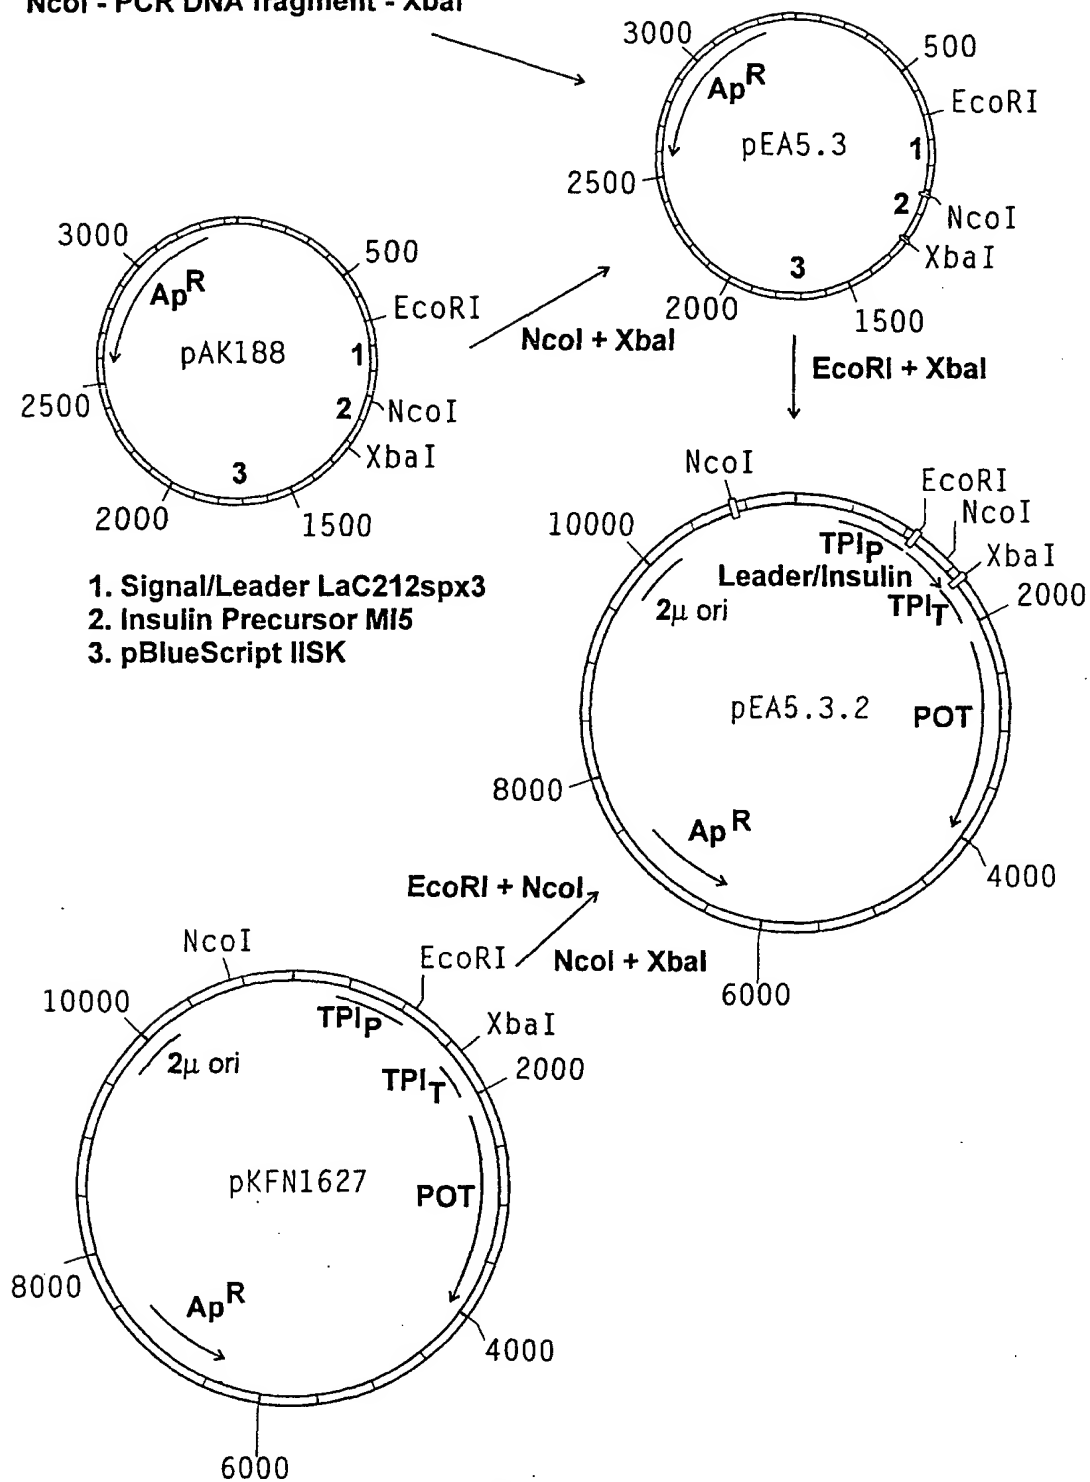 NcoI - PCR DNA fragment - XbaI
3000
500
EcoRI
Ap^R
pEA5.3
1
2500
2
NcoI
XbaI
3
2000
1500
3000
500
EcoRI
Ap^R
pAK188
1
2500
2
NcoI
XbaI
3
2000
1500
NcoI + XbaI
EcoRI + XbaI
1. Signal/Leader LaC212spx3
2. Insulin Precursor MI5
3. pBlueScript IISK
NcoI
EcoRI
NcoI
XbaI
10000
TPI_P
Leader/Insulin
TPI_T
2000
2μ ori
pEA5.3.2
POT
8000
Ap^R
4000
6000
EcoRI + NcoI
NcoI + XbaI
NcoI
EcoRI
XbaI
10000
TPI_P
2μ ori
TPI_T
2000
pKFN1627
POT
8000
Ap^R
4000
6000